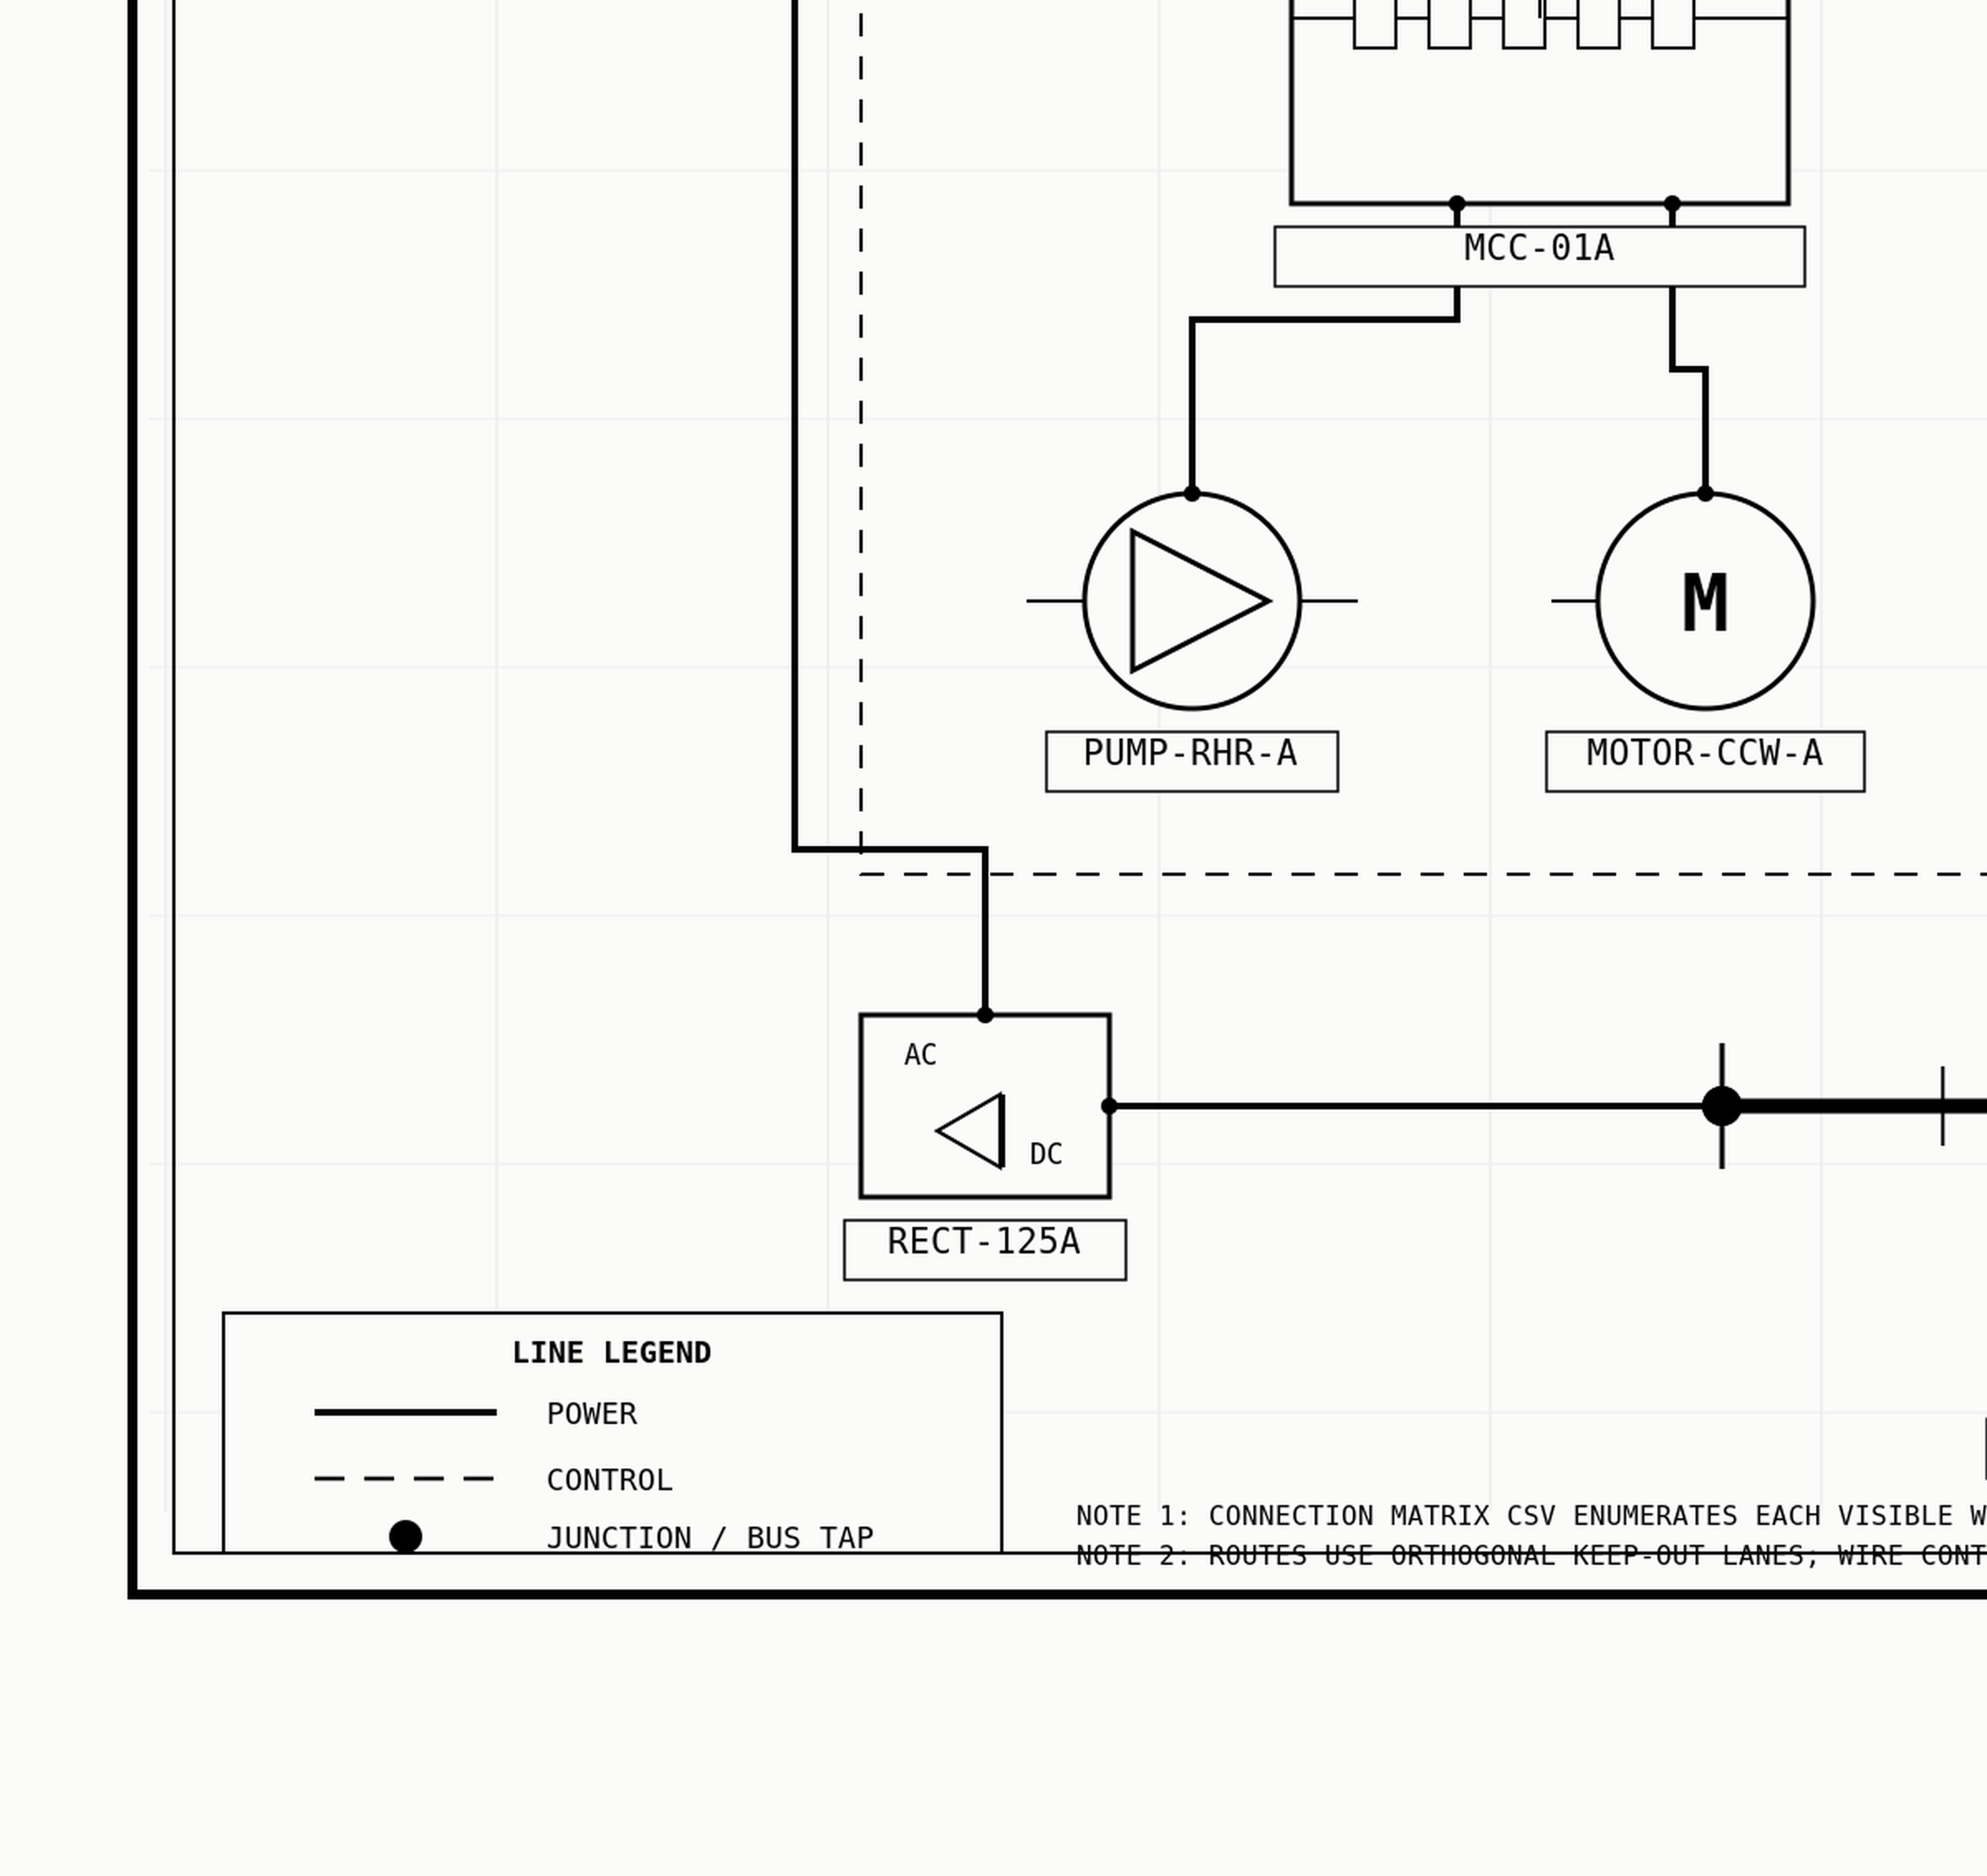 MCC-01A
M
PUMP-RHR-A
MOTOR-CCW-A
AC
DC
RECT-125A
LINE LEGEND
POWER
CONTROL
JUNCTION / BUS TAP
NOTE 1: CONNECTION MATRIX CSV ENUMERATES EACH VISIBLE
NOTE 2: ROUTES USE ORTHOGONAL KEEP-OUT LANES; WIRE